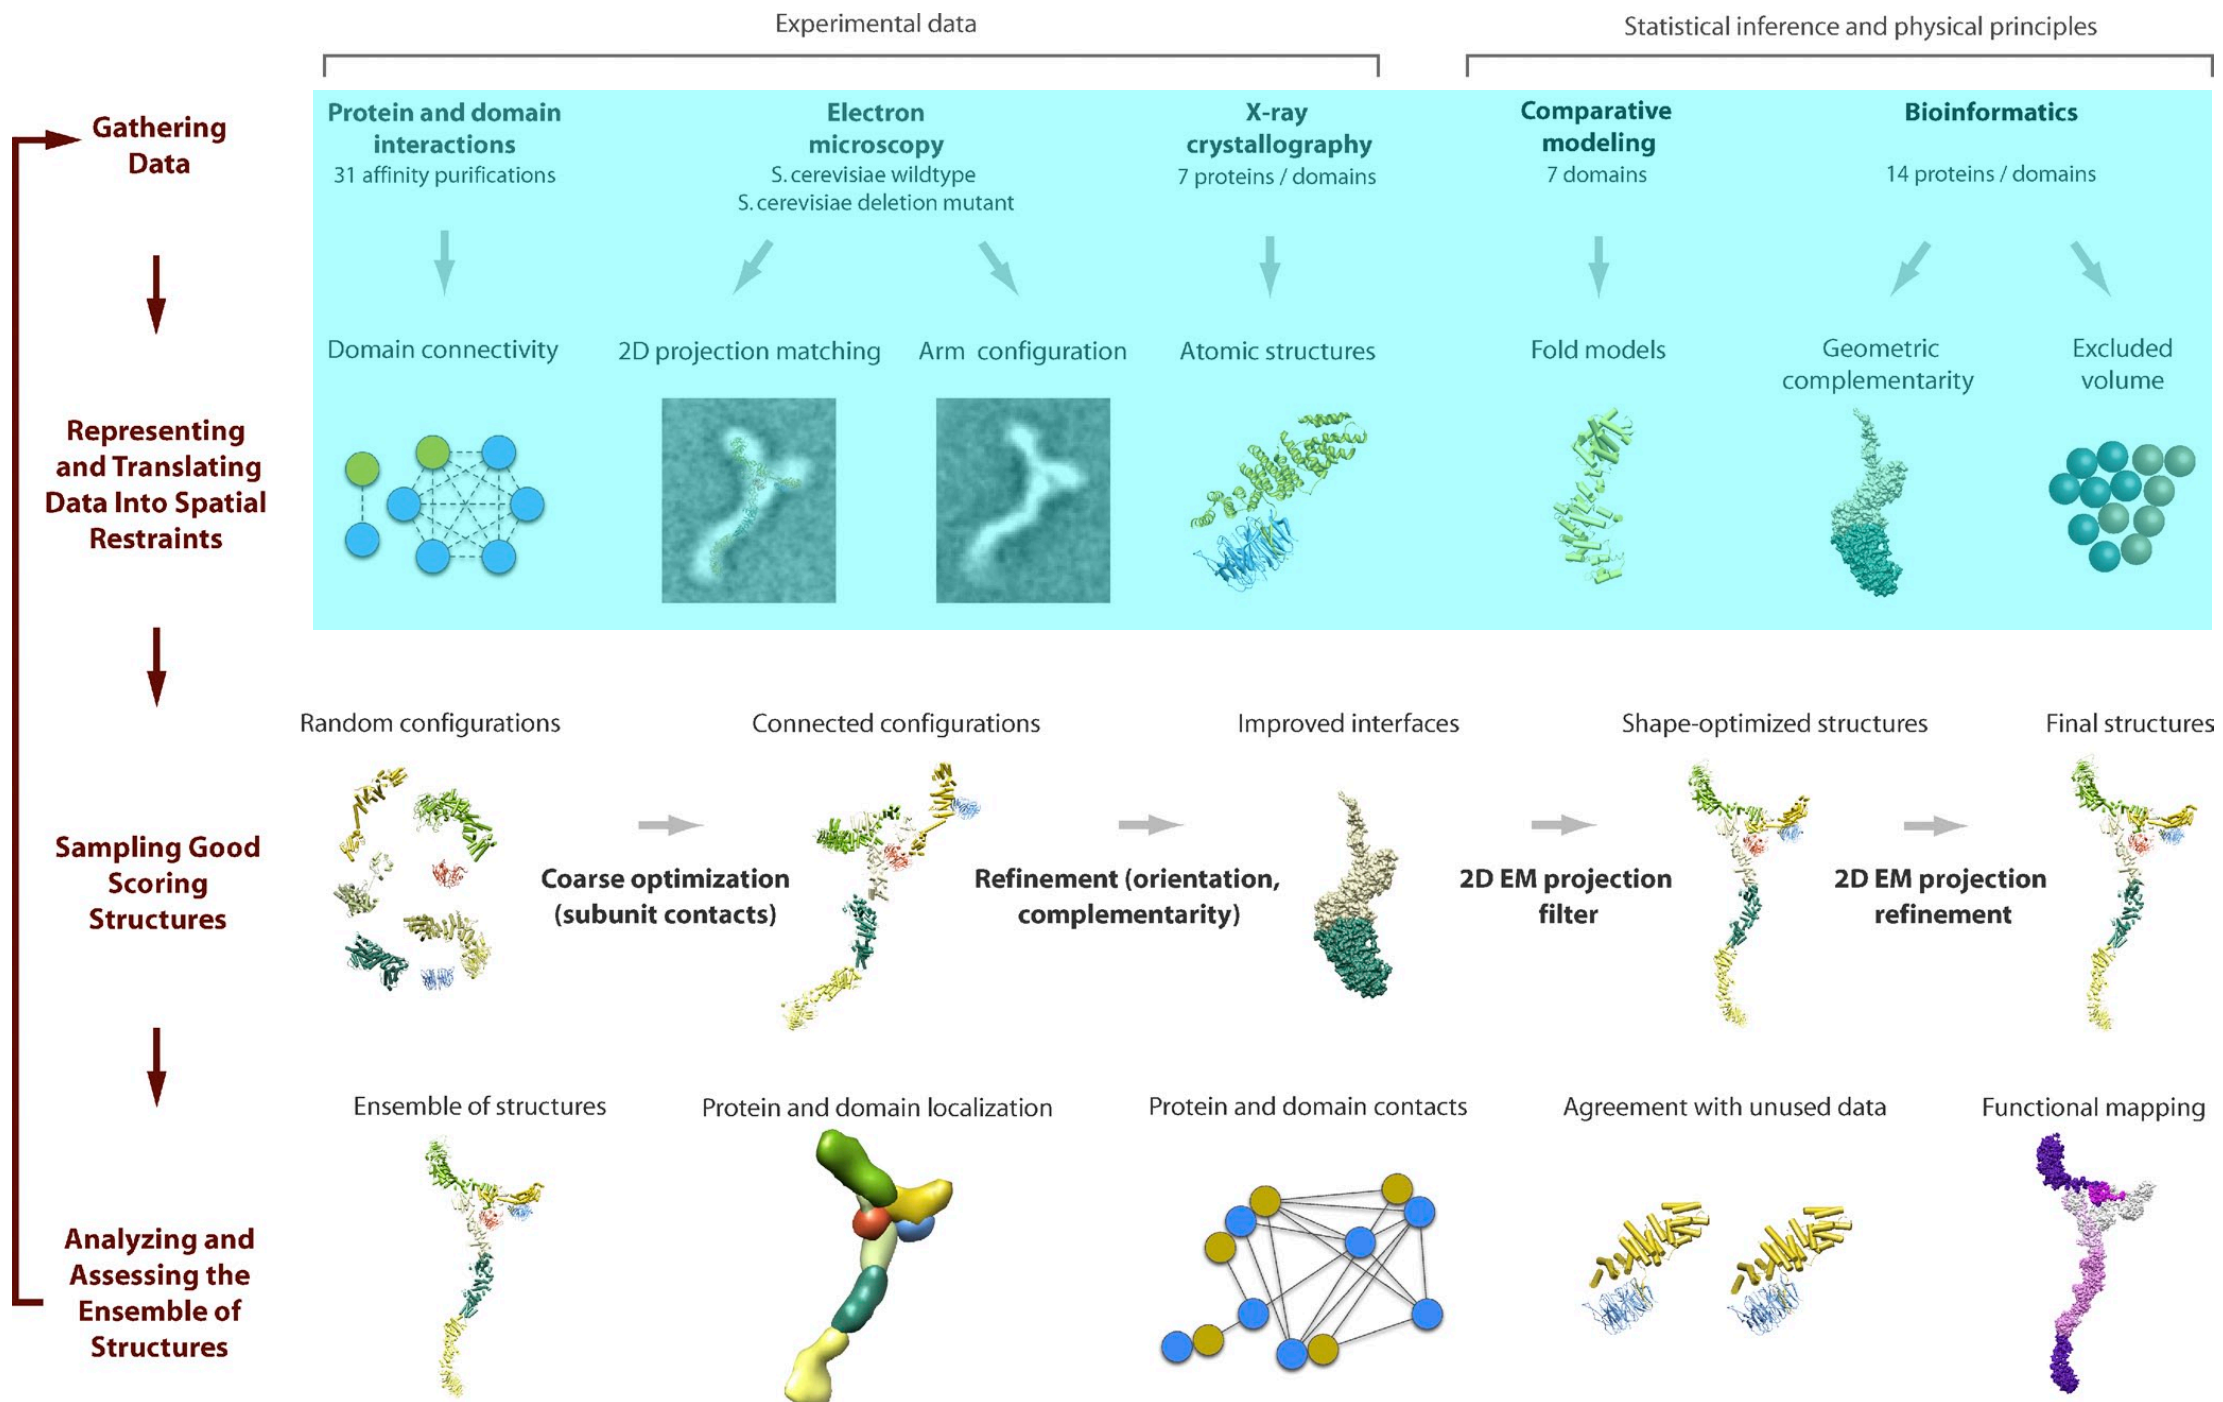 Experimental data
Statistical inference and physical principles
Gathering
Data
Protein and domain
interactions
31 affinity purifications
Electron
microscopy
S. cerevisiae wildtype
S. cerevisiae deletion mutant
X-ray
crystallography
7 proteins / domains
Comparative
modeling
7 domains
Bioinformatics
14 proteins / domains
Representing
and Translating
Data Into Spatial
Restraints
Domain connectivity
2D projection matching
Arm configuration
Atomic structures
Fold models
Geometric
complementarity
Excluded
volume
Sampling Good
Scoring
Structures
Random configurations
Coarse optimization
(subunit contacts)
Connected configurations
Refinement (orientation,
complementarity)
Improved interfaces
2D EM projection
filter
Shape-optimized structures
2D EM projection
refinement
Final structures
Analyzing and
Assessing the
Ensemble of
Structures
Ensemble of structures
Protein and domain localization
Protein and domain contacts
Agreement with unused data
Functional mapping